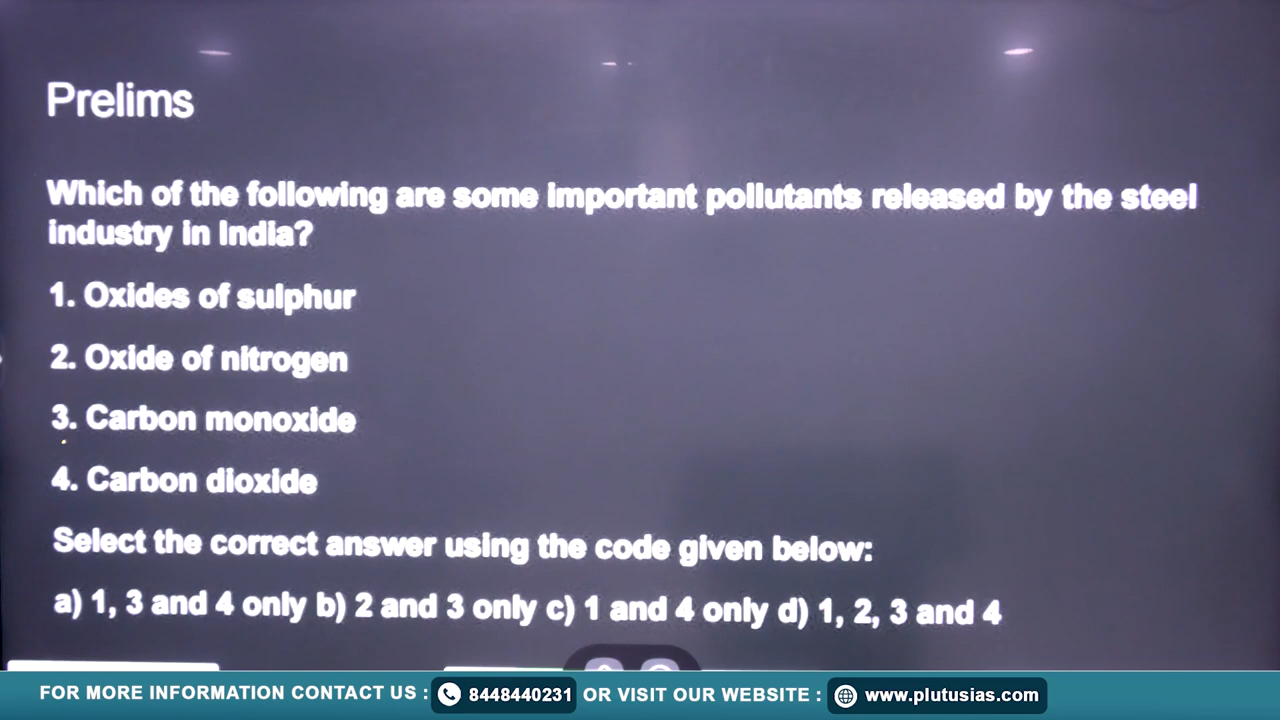 Prelims
Which of the following are some important pollutants released by the steel
industry in India?
1. Oxides of sulphur
2. Oxide of nitrogen
3. Carbon monoxide
4. Carbon dioxide
Select the correct answer using the code given below:
a) 1, 3 and 4 only b) 2 and 3 only c) 1 and 4 only d) 1, 2, 3 and 4
FOR MORE INFORMATION CONTACT US : 8448440231 OR VISIT OUR WEBSITE : www.plutusias.com